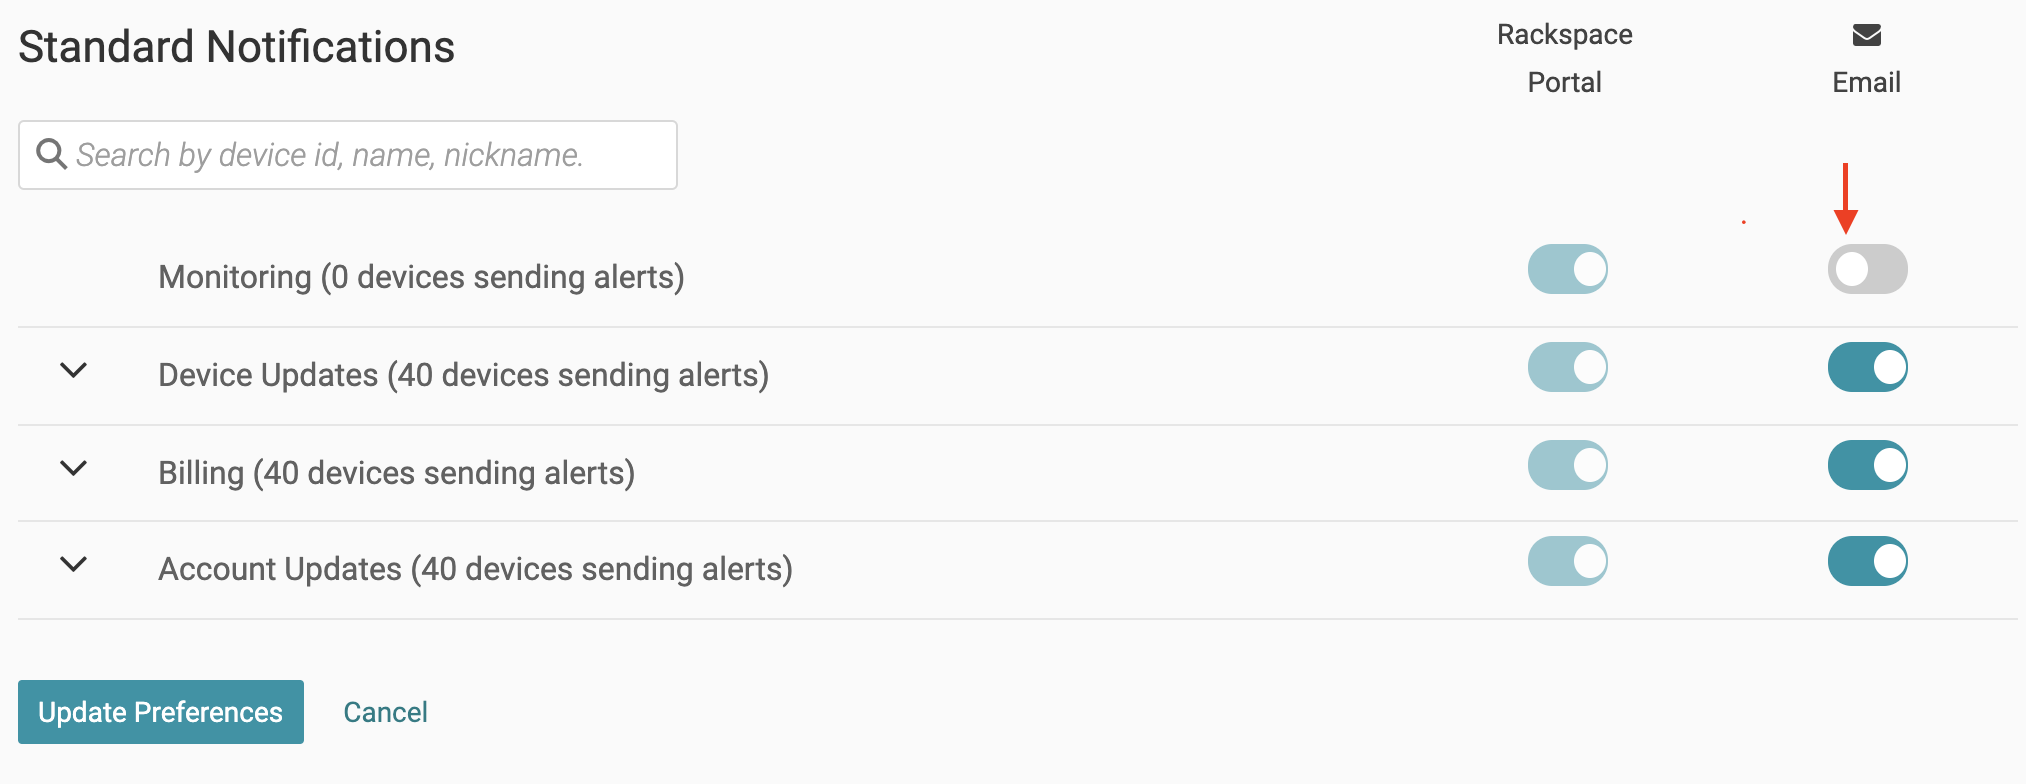 Standard Notifications
Rackspace
Portal
Email
Search by device id, name, nickname.
Monitoring (0 devices sending alerts)
Device Updates (40 devices sending alerts)
Billing (40 devices sending alerts)
Account Updates (40 devices sending alerts)
Update Preferences
Cancel